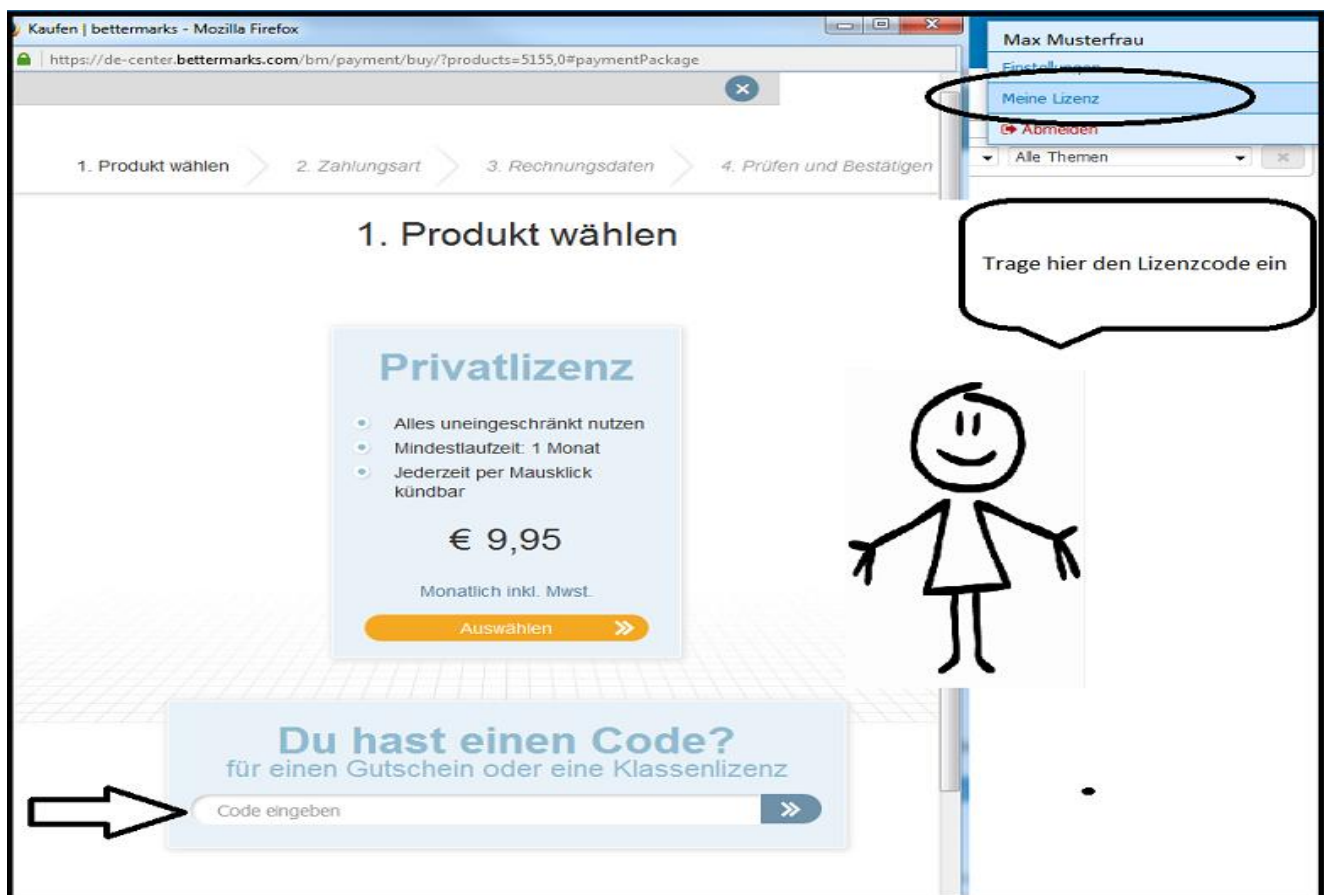 Kaufen | bettermarks - Mozilla Firefox
https://de-center.bettermarks.com/bm/payment/buy/?products=5155,0#paymentPackage
Max Musterfrau
Einstellungen
Meine Lizenz
Abmelden
Alle Themen
1. Produkt wählen
2. Zahlungsart
3. Rechnungsdaten
4. Prüfen und Bestätigen
1. Produkt wählen
Trage hier den Lizenzcode ein
Privatlizenz
Alles uneingeschränkt nutzen
Mindestlaufzeit: 1 Monat
Jederzeit per Mausklick
kündbar
€ 9,95
Monatlich inkl. Mwst.
Auswählen
Du hast einen Code?
für einen Gutschein oder eine Klassenlizenz
Code eingeben